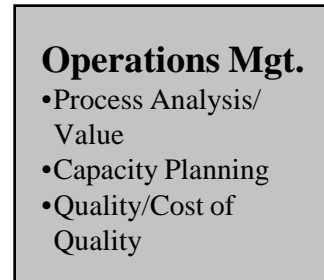 Operations Mgt.
•Process Analysis/
Value
•Capacity Planning
•Quality/Cost of
Quality